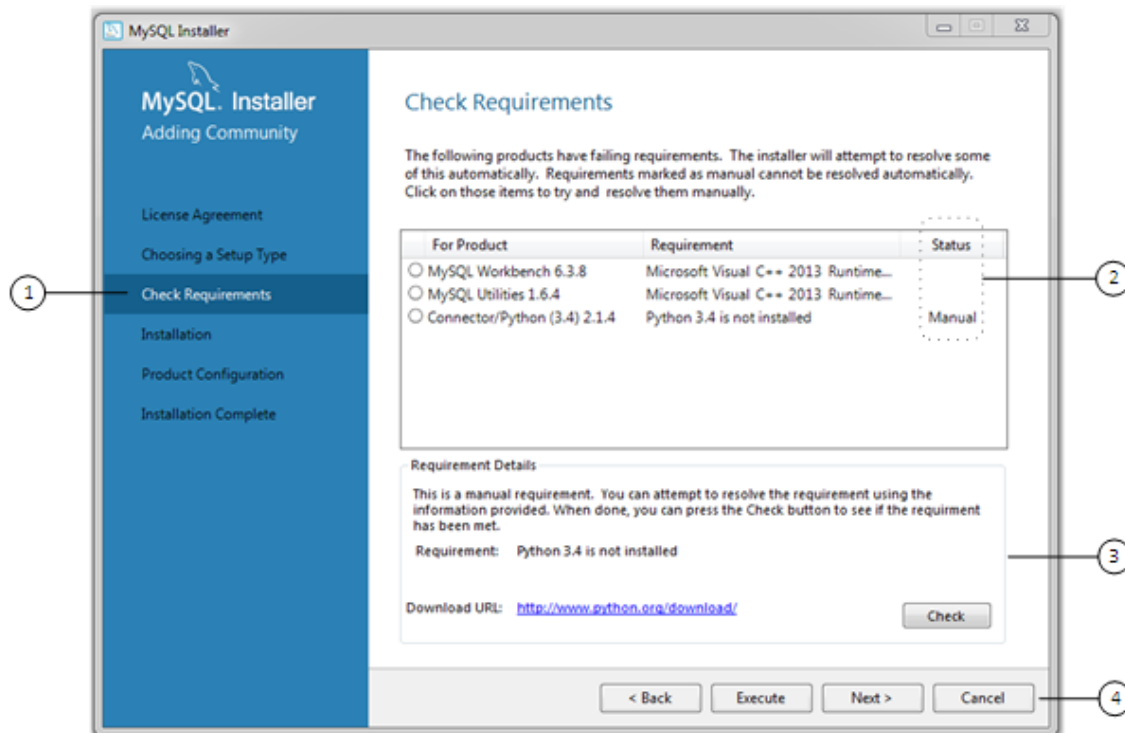 MySQL Installer
MySQL. Installer
Adding Community
License Agreement
Choosing a Setup Type
Check Requirements
Installation
Product Configuration
Installation Complete
Check Requirements
The following products have failing requirements. The installer will attempt to resolve some
of this automatically. Requirements marked as manual cannot be resolved automatically.
Click on those items to try and resolve them manually.
For Product Requirement Status
MySQL Workbench 6.3.8 Microsoft Visual C++ 2013 Runtime...
MySQL Utilities 1.6.4 Microsoft Visual C++ 2013 Runtime...
Connector/Python (3.4) 2.1.4 Python 3.4 is not installed Manual
Requirement Details
This is a manual requirement. You can attempt to resolve the requirement using the
information provided. When done, you can press the Check button to see if the requirment
has been met.
Requirement: Python 3.4 is not installed
Download URL: http://www.python.org/download/
Check
< Back Execute Next > Cancel
1
2
3
4